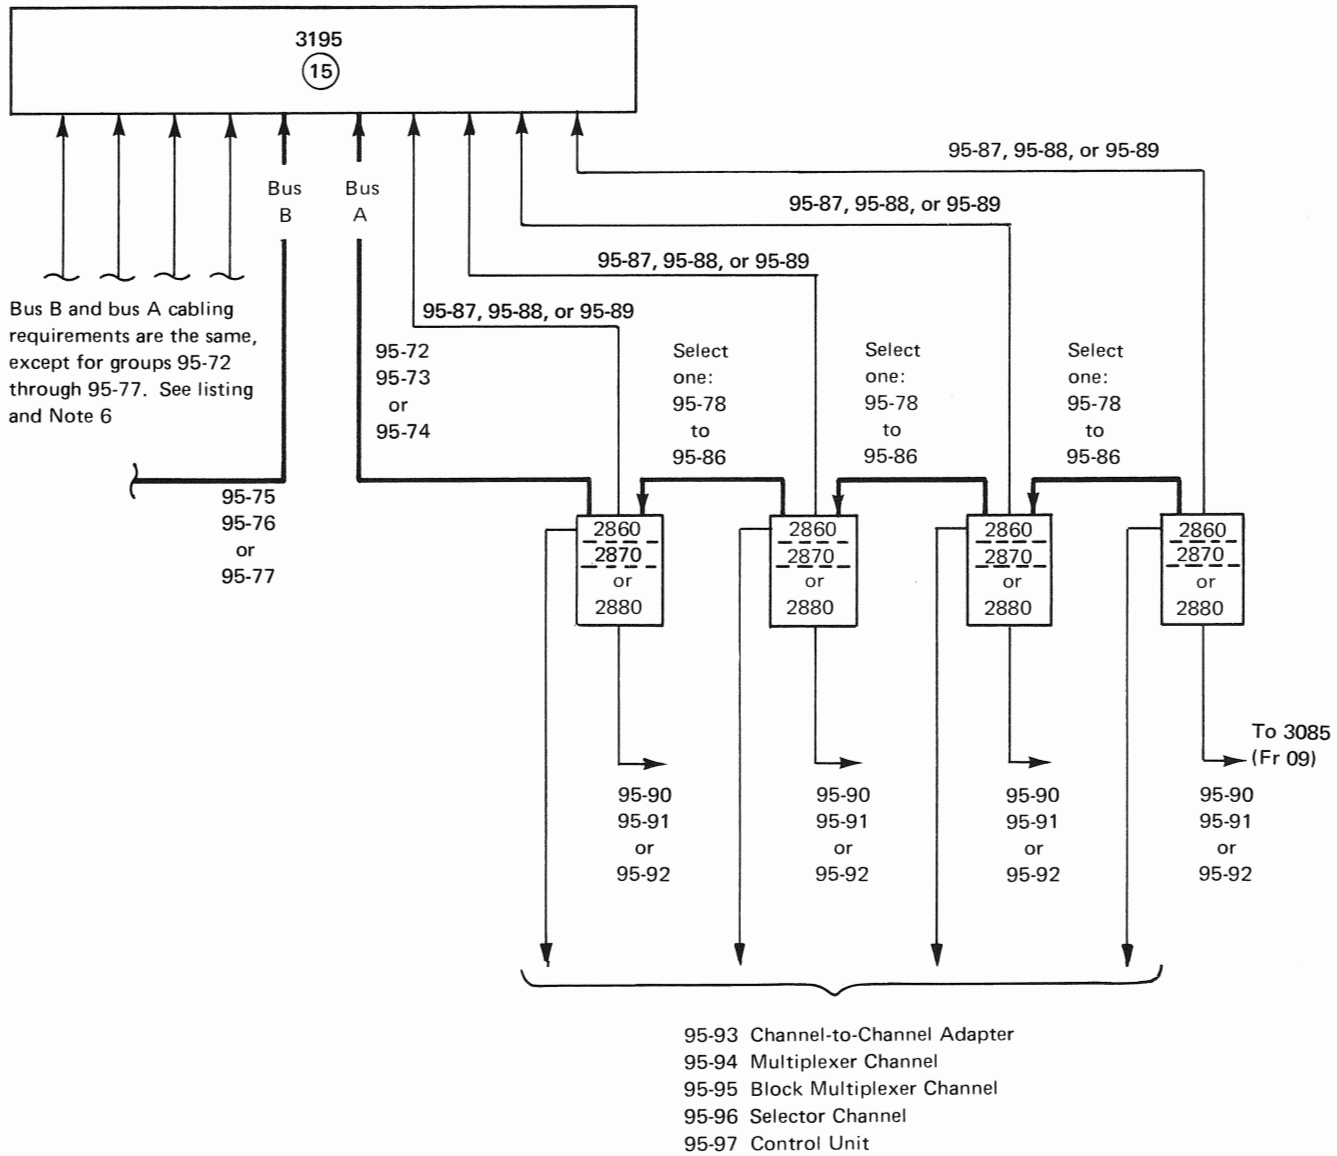 3195
15
95-87, 95-88, or 95-89
Bus
B
Bus
A
95-87, 95-88, or 95-89
95-87, 95-88, or 95-89
95-87, 95-88, or 95-89
Bus B and bus A cabling
requirements are the same,
except for groups 95-72
through 95-77. See listing
and Note 6
95-72
95-73
or
95-74
Select
one:
95-78
to
95-86
Select
one:
95-78
to
95-86
Select
one:
95-78
to
95-86
95-75
95-76
or
95-77
2860
2870
or
2880
2860
2870
or
2880
2860
2870
or
2880
2860
2870
or
2880
To 3085
(Fr 09)
95-90
95-91
or
95-92
95-90
95-91
or
95-92
95-90
95-91
or
95-92
95-90
95-91
or
95-92
95-93 Channel-to-Channel Adapter
95-94 Multiplexer Channel
95-95 Block Multiplexer Channel
95-96 Selector Channel
95-97 Control Unit